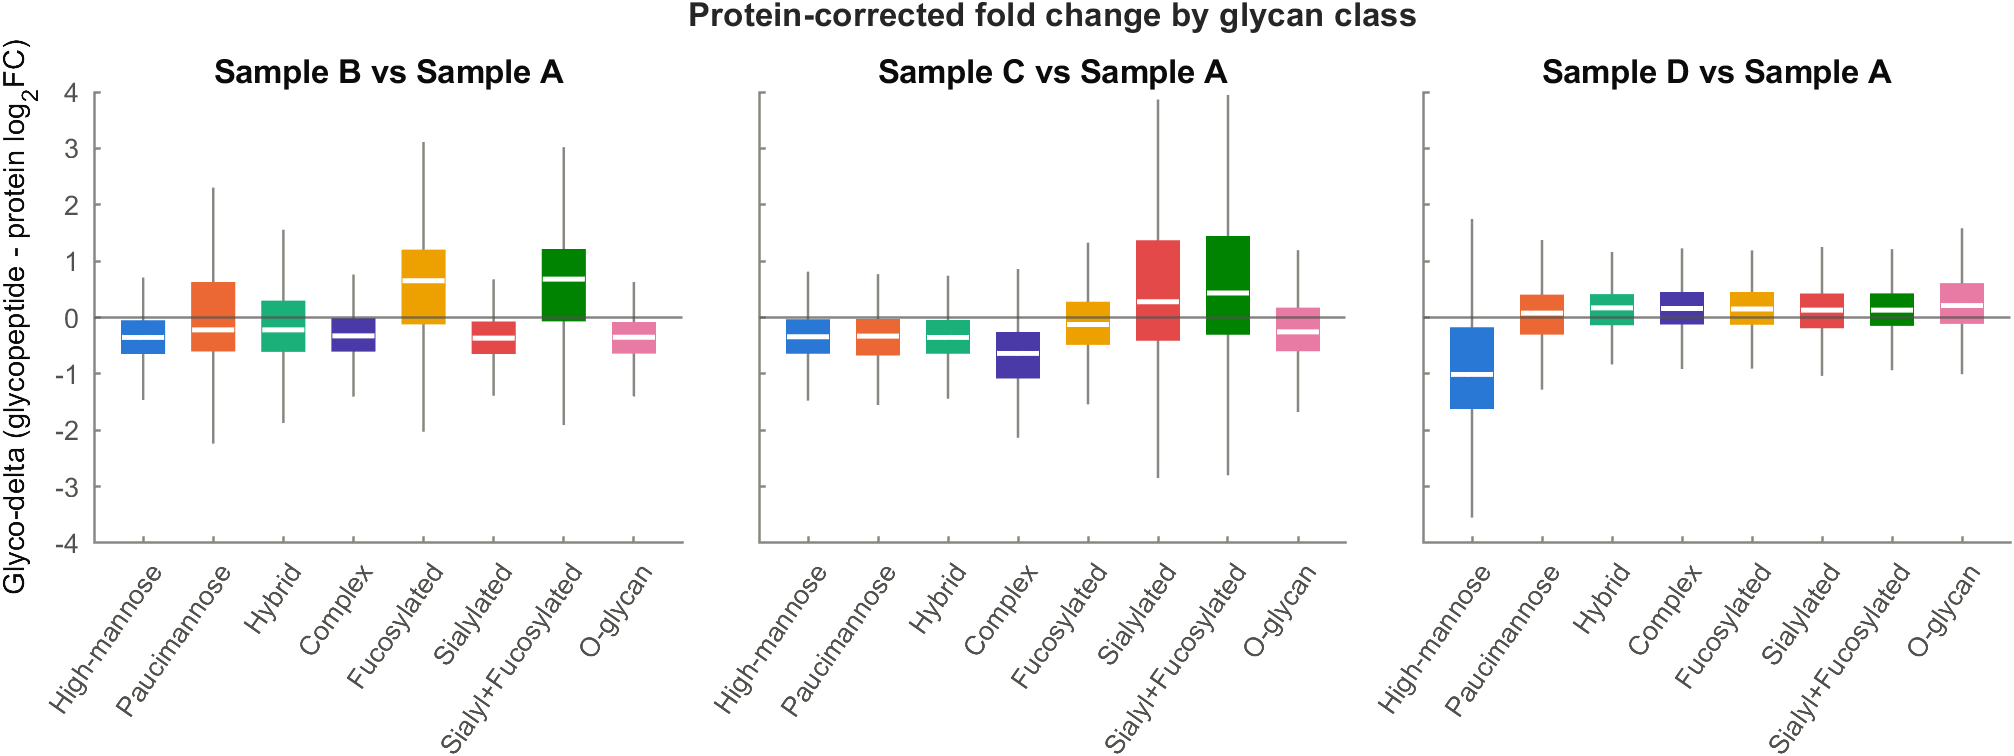 Protein-corrected fold change by glycan class
Glyco-delta (glycopeptide - protein log₂FC)
Sample B vs Sample A
4
3
2
1
0
-1
-2
-3
-4
High-mannose
Paucimannose
Hybrid
Complex
Fucosylated
Sialylated
Sialyl+Fucosylated
O-glycan
Sample C vs Sample A
High-mannose
Paucimannose
Hybrid
Complex
Fucosylated
Sialylated
Sialyl+Fucosylated
O-glycan
Sample D vs Sample A
High-mannose
Paucimannose
Hybrid
Complex
Fucosylated
Sialylated
Sialyl+Fucosylated
O-glycan